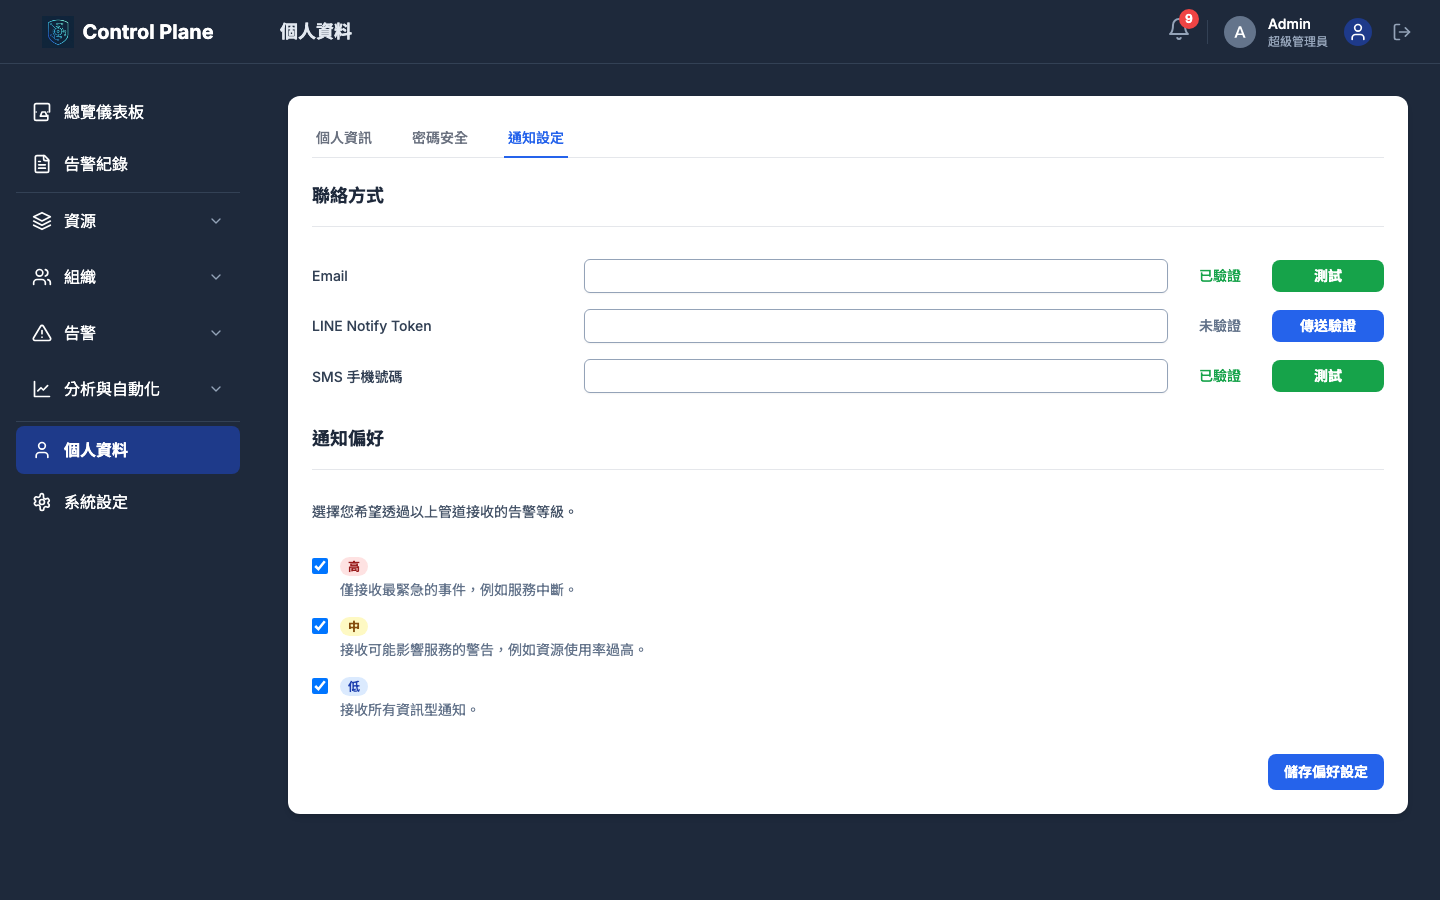 Control Plane
個人資料
9
A
Admin
超級管理員
總覽儀表板
告警紀錄
資源
組織
告警
分析與自動化
個人資料
系統設定
個人資訊
密碼安全
通知設定
聯絡方式
Email
已驗證
測試
LINE Notify Token
未驗證
傳送驗證
SMS 手機號碼
已驗證
測試
通知偏好
選擇您希望透過以上管道接收的告警等級。
高
僅接收最緊急的事件，例如服務中斷。
中
接收可能影響服務的警告，例如資源使用率過高。
低
接收所有資訊型通知。
儲存偏好設定